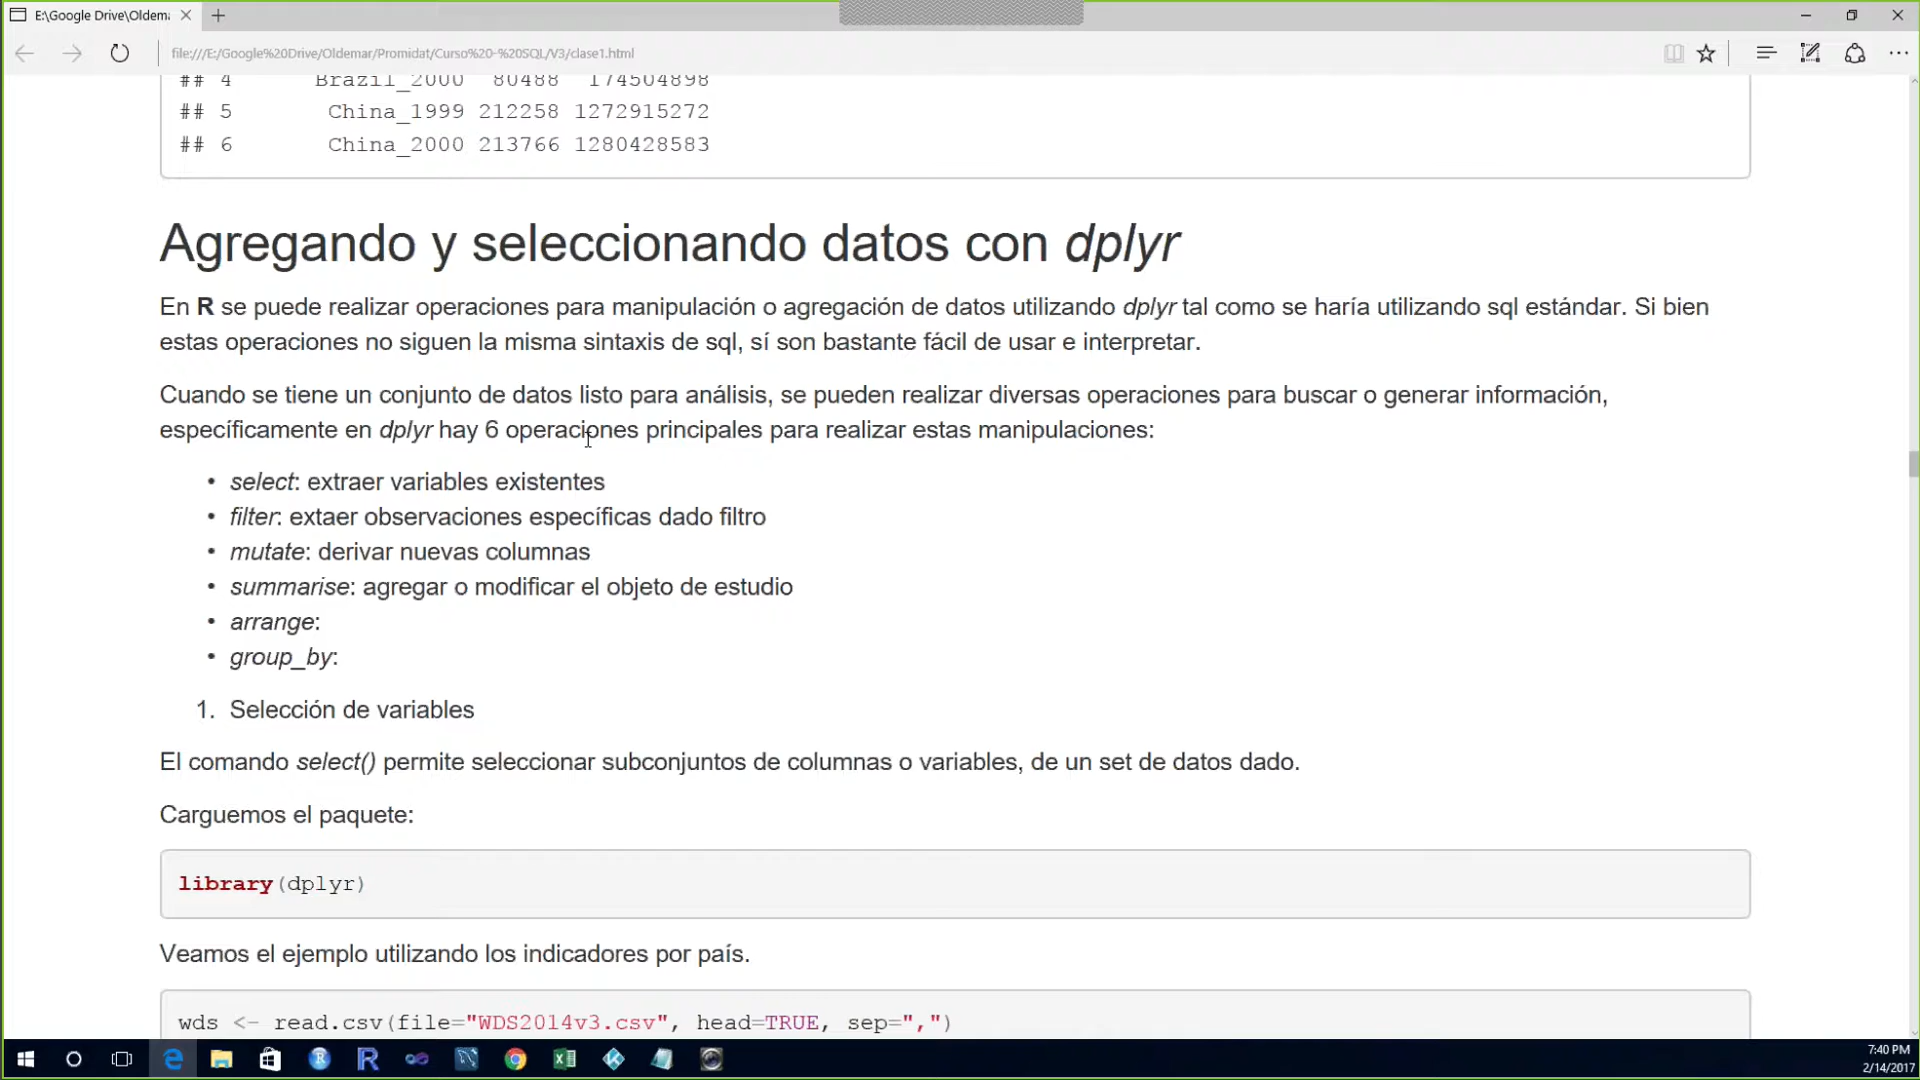 E:\Google Drive\Oldema
file:///E:/Google%20Drive/Oldemar/Promidat/Curso%20-%20SQL/V3/clase1.html
## 4 Brazil_2000 80488 174504898
## 5 China_1999 212258 1272915272
## 6 China_2000 213766 1280428583
Agregando y seleccionando datos con dplyr
En R se puede realizar operaciones para manipulación o agregación de datos utilizando dplyr tal como se haría utilizando sql estándar. Si bien
estas operaciones no siguen la misma sintaxis de sql, sí son bastante fácil de usar e interpretar.
Cuando se tiene un conjunto de datos listo para análisis, se pueden realizar diversas operaciones para buscar o generar información,
específicamente en dplyr hay 6 operaciones principales para realizar estas manipulaciones:
• select: extraer variables existentes
• filter: extaer observaciones específicas dado filtro
• mutate: derivar nuevas columnas
• summarise: agregar o modificar el objeto de estudio
• arrange:
• group_by:
1. Selección de variables
El comando select() permite seleccionar subconjuntos de columnas o variables, de un set de datos dado.
Carguemos el paquete:
library(dplyr)
Veamos el ejemplo utilizando los indicadores por país.
wds <- read.csv(file="WDS2014v3.csv", head=TRUE, sep=",")
7:40 PM
2/14/2017